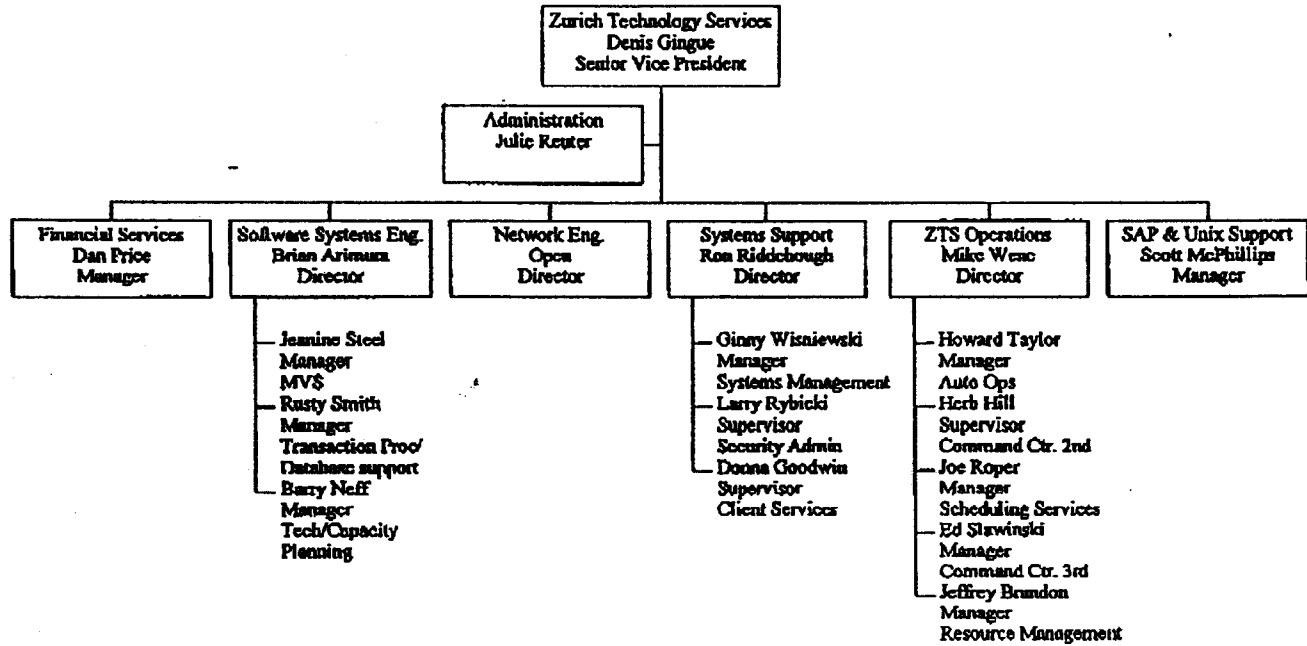 Zurich Technology Services
Denis Gingue
Senior Vice President
Administration
Julie Reuter
Financial Services
Dan Price
Manager
Software Systems Eng.
Brian Arimura
Director
Network Eng.
Open
Director
Systems Support
Ron Riddebough
Director
ZTS Operations
Mike Wenc
Director
SAP & Unix Support
Scott McPhillips
Manager
Jeanine Steel
Manager
MV$
Rusty Smith
Manager
Transaction Proc/
Database support
Barry Neff
Manager
Tech/Capacity
Planning
Ginny Wisniewski
Manager
Systems Management
Larry Rybicki
Supervisor
Security Admin
Donna Goodwin
Supervisor
Client Services
Howard Taylor
Manager
Auto Ops
Herb Hill
Supervisor
Command Ctr. 2nd
Joe Roper
Manager
Scheduling Services
Ed Slawinski
Manager
Command Ctr. 3rd
Jeffrey Brandon
Manager
Resource Management